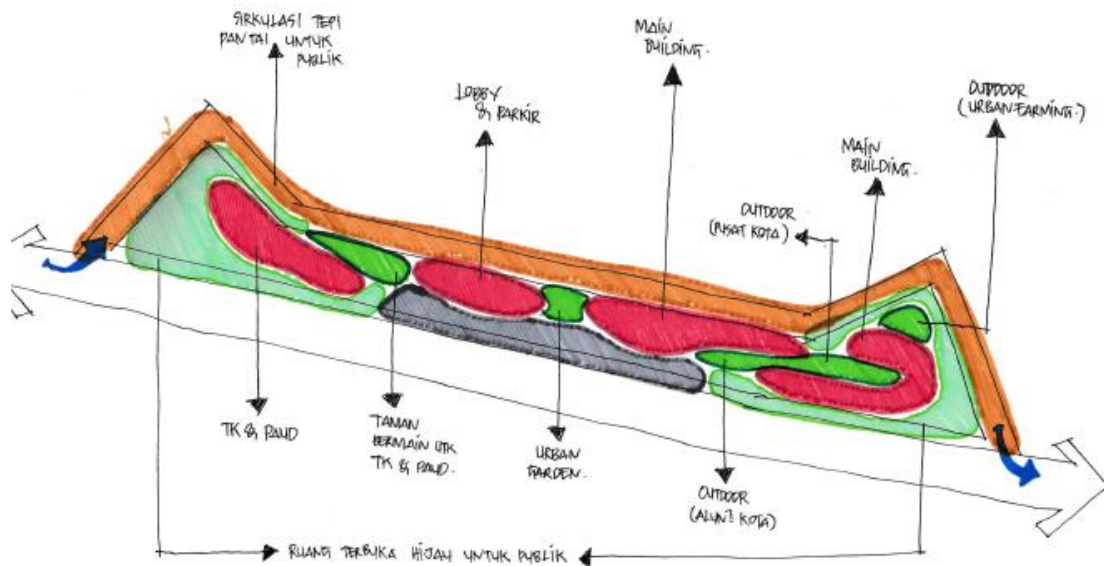 SIRKULASI TEPI
PANTAI UNTUK
PUBLIK
LOBBY
& PARKIR
MAIN
BUILDING.
OUTDOOR
(URBAN FARMING)
MAIN
BUILDING.
OUTDOOR
(PUSAT KOTA)
TK & PAUD
TAMAN
BERMAIN UTK
TK & PAUD.
URBAN
GARDEN.
OUTDOOR
(ALUN² KOTA)
RUANG TERBUKA HIJAU UNTUK PUBLIK